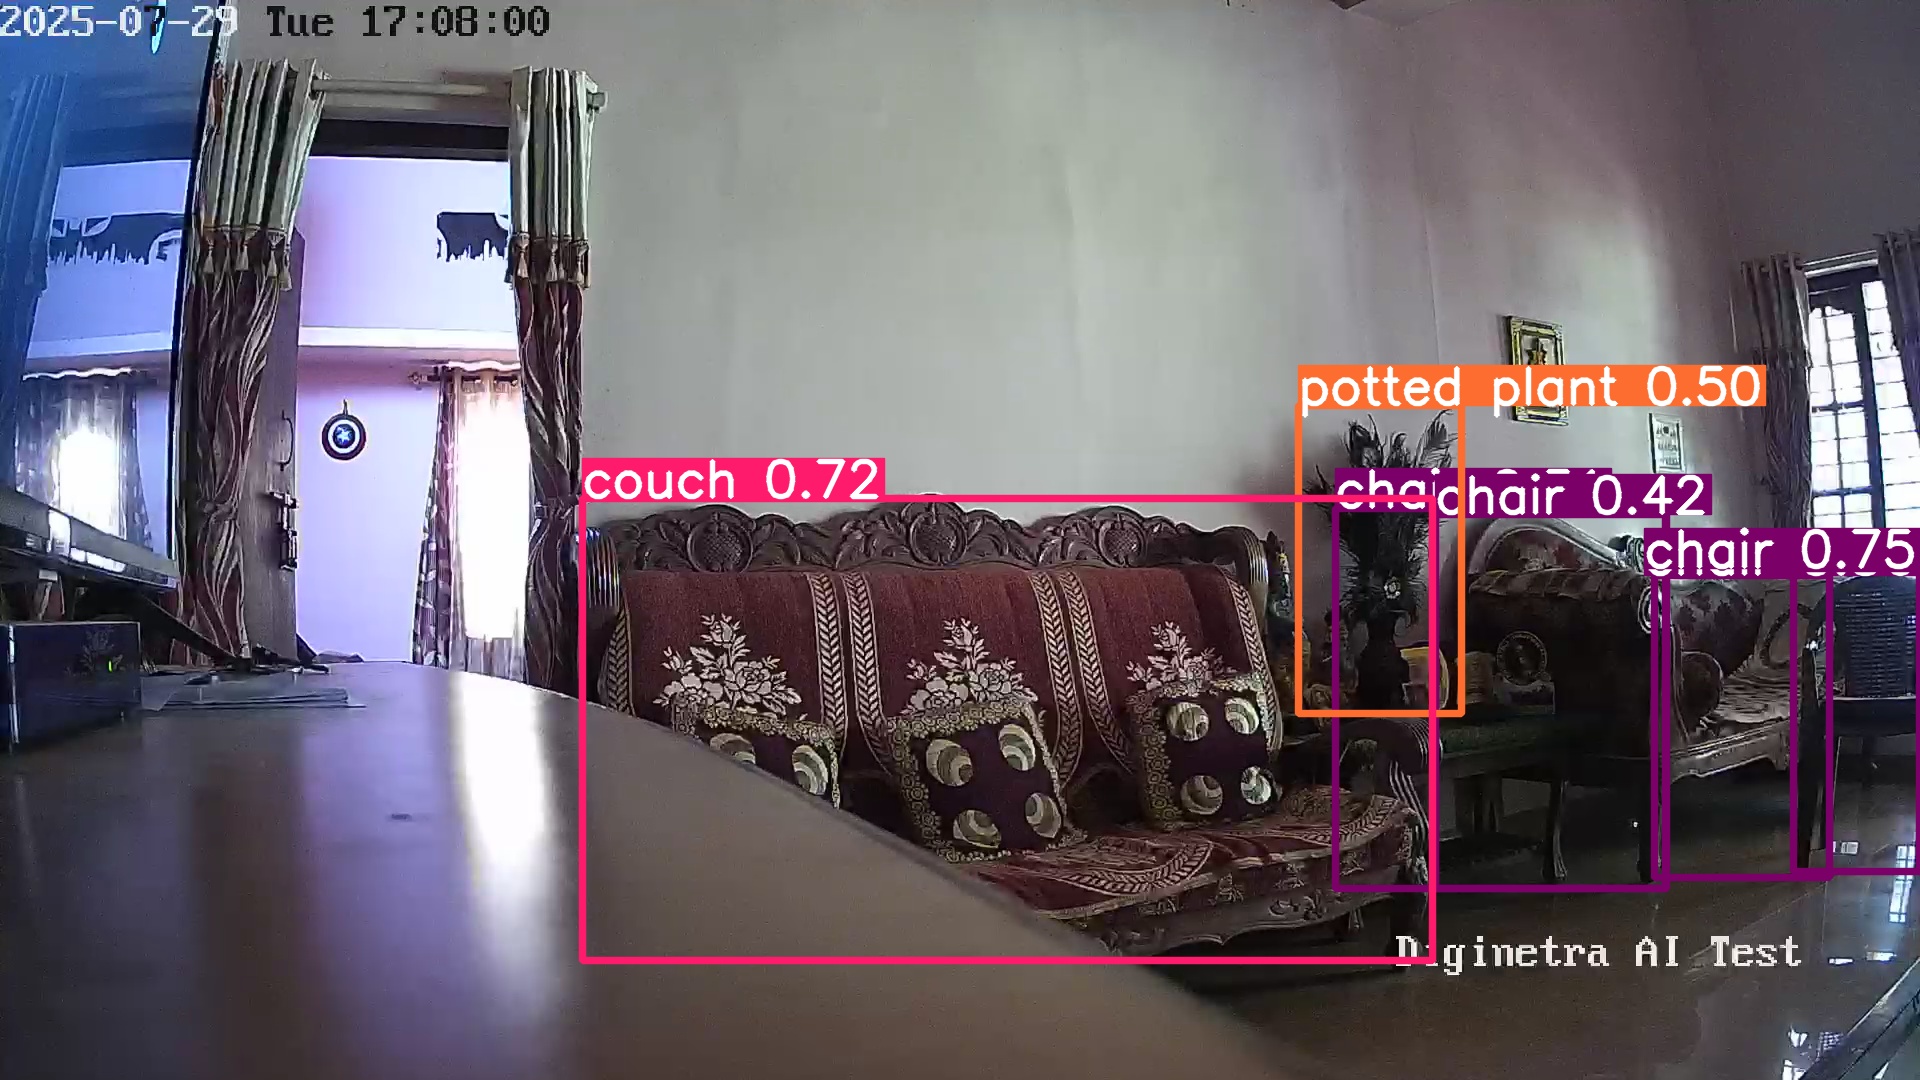 2025-07-29 Tue 17:08:00
potted plant 0.50
couch 0.72
chair 0.42
chair 0.75
Diginetra AI Test